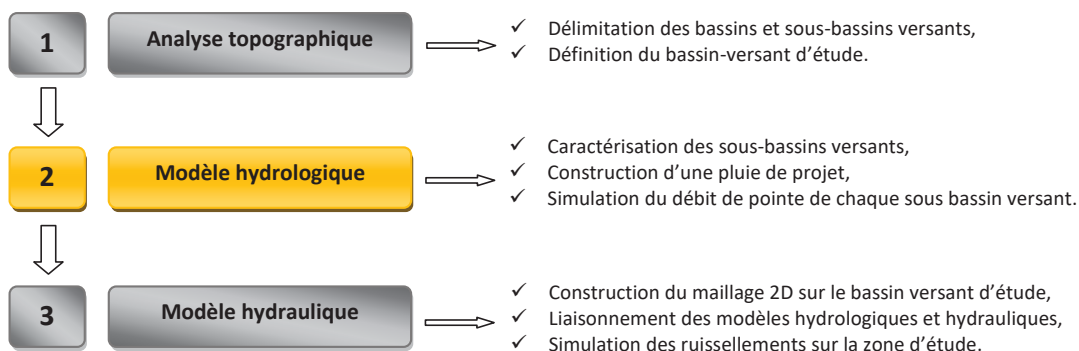 1
Analyse topographique
✓ Délimitation des bassins et sous-bassins versants,
✓ Définition du bassin-versant d’étude.
2
Modèle hydrologique
✓ Caractérisation des sous-bassins versants,
✓ Construction d’une pluie de projet,
✓ Simulation du débit de pointe de chaque sous bassin versant.
3
Modèle hydraulique
✓ Construction du maillage 2D sur le bassin versant d’étude,
✓ Liaisonnement des modèles hydrologiques et hydrauliques,
✓ Simulation des ruissellements sur la zone d’étude.